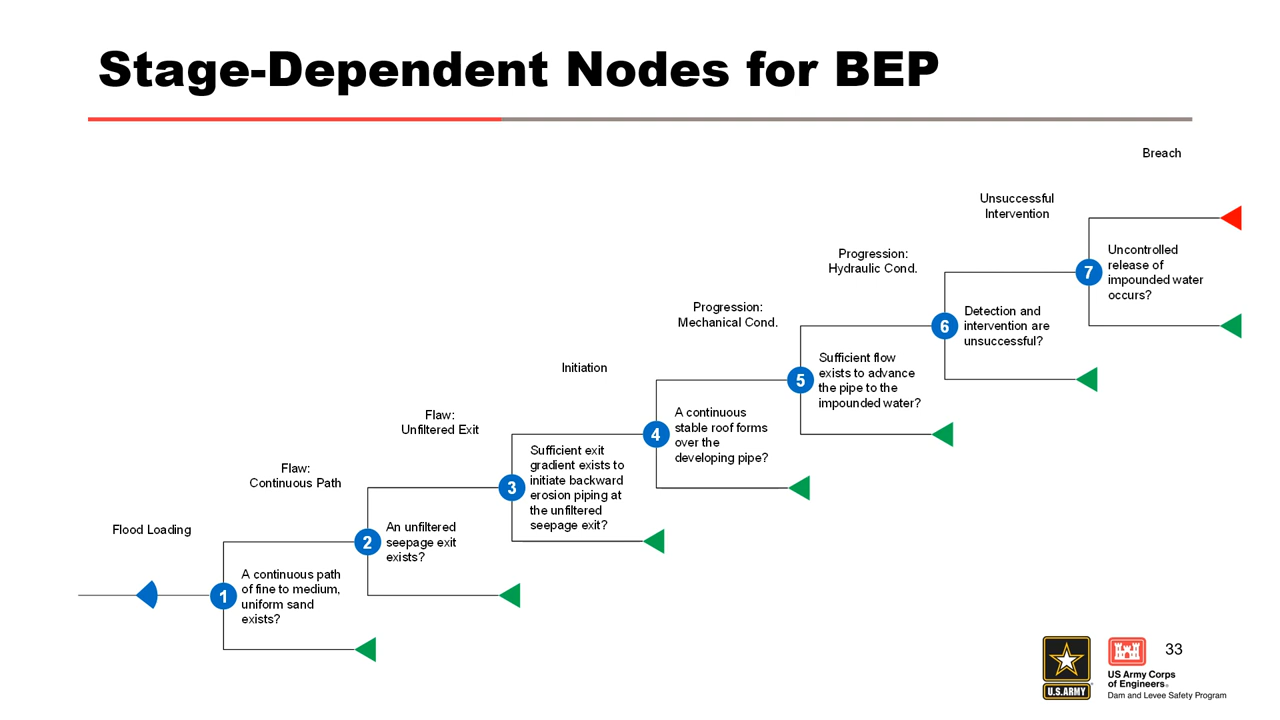 Stage-Dependent Nodes for BEP
Breach
Unsuccessful
Intervention
Uncontrolled
release of
impounded water
occurs?
7
Progression:
Hydraulic Cond.
Detection and
intervention are
unsuccessful?
6
Progression:
Mechanical Cond.
Sufficient flow
exists to advance
the pipe to the
impounded water?
5
Initiation
A continuous
stable roof forms
over the
developing pipe?
4
Flaw:
Unfiltered Exit
Sufficient exit
gradient exists to
initiate backward
erosion piping at
the unfiltered
seepage exit?
3
Flaw:
Continuous Path
An unfiltered
seepage exit
exists?
2
Flood Loading
A continuous path
of fine to medium,
uniform sand
exists?
1
U.S.ARMY
US Army Corps
of Engineers®
Dam and Levee Safety Program
33